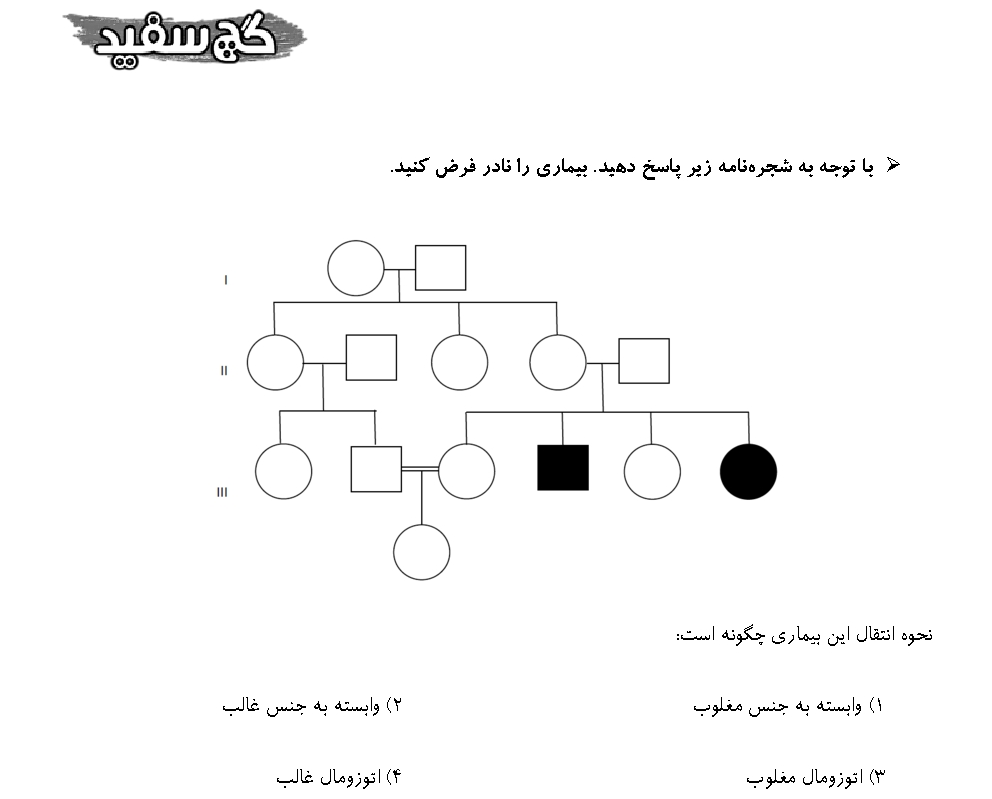 گچ سفید
با توجه به شجره‌نامه زیر پاسخ دهید. بیماری را نادر فرض کنید.
I
II
III
نحوه انتقال این بیماری چگونه است:
۱) وابسته به جنس مغلوب ۲) وابسته به جنس غالب
۳) اتوزومال مغلوب ۴) اتوزومال غالب